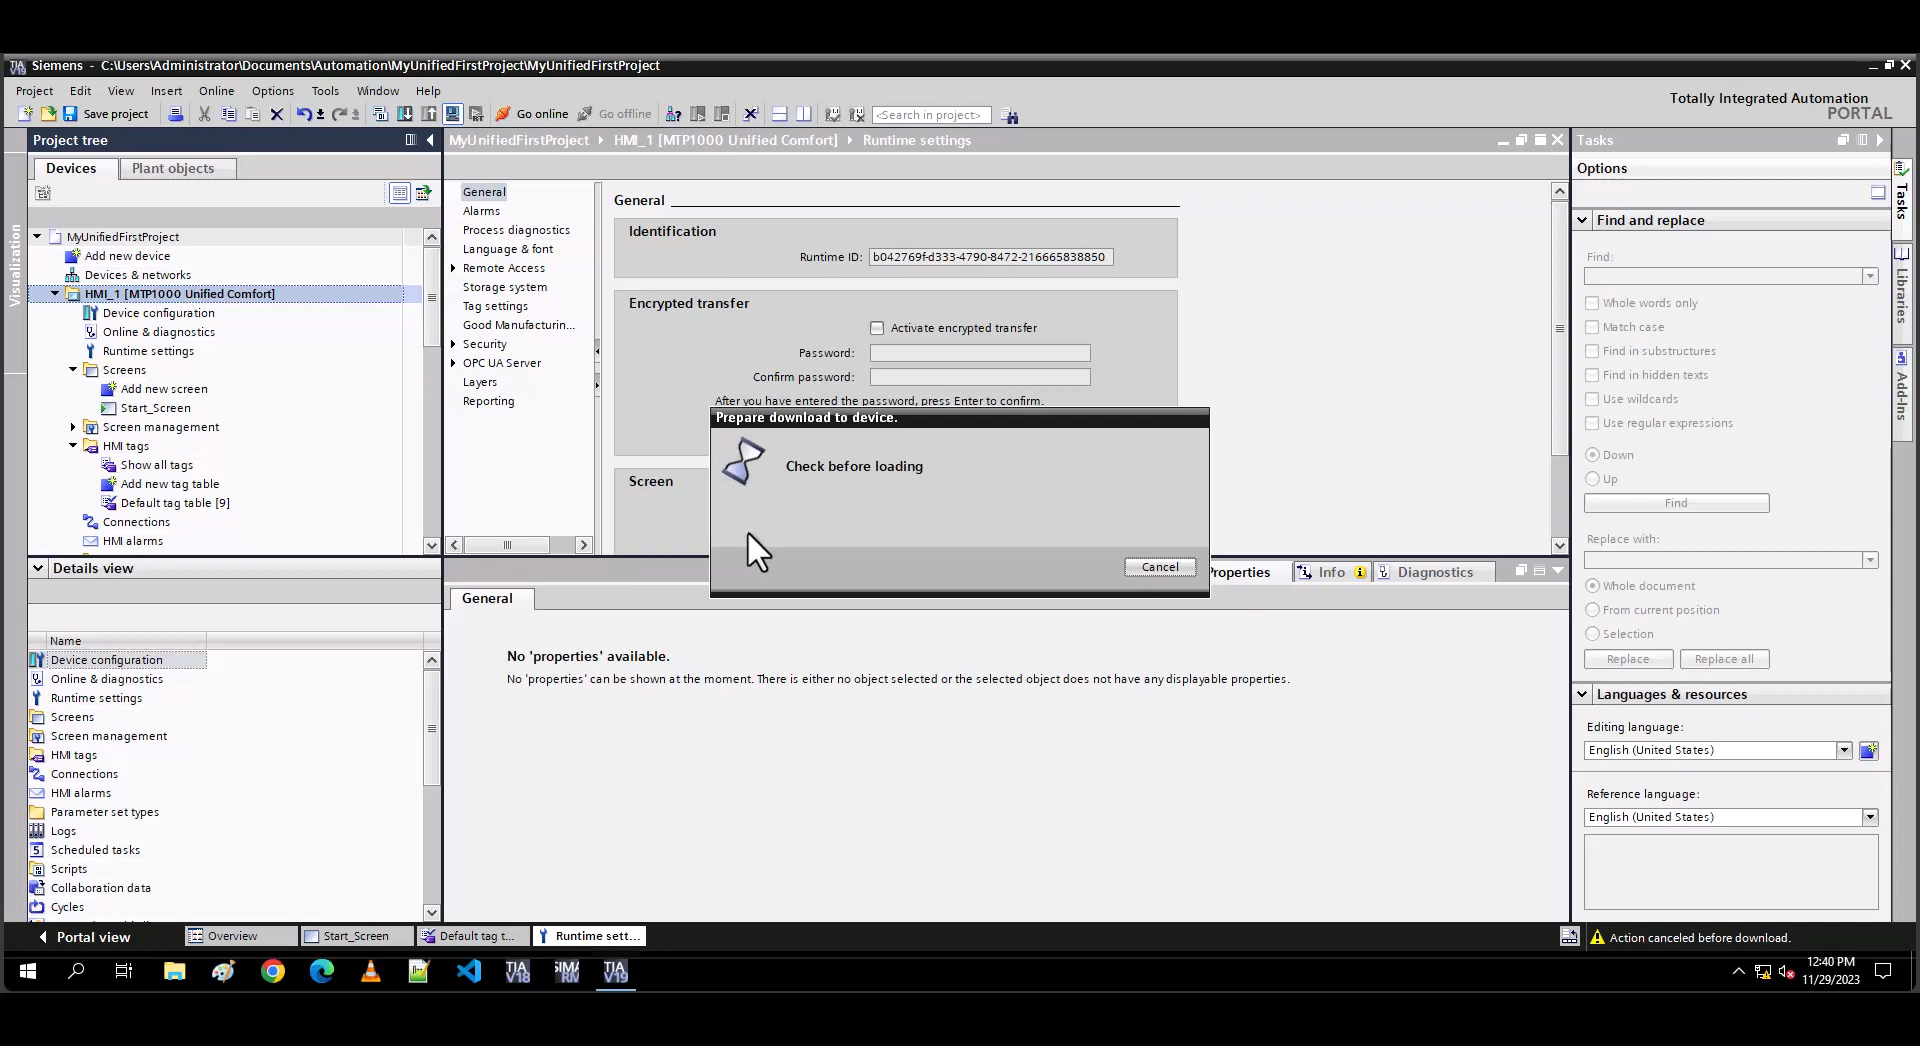 Siemens - C:\Users\Administrator\Documents\Automation\MyUnifiedFirstProject\MyUnifiedFirstProject
Project Edit View Insert Online Options Tools Window Help
Totally Integrated Automation
PORTAL
Save project
Go online
Go offline
<Search in project>
Project tree
MyUnifiedFirstProject
HMI_1 [MTP1000 Unified Comfort]
Runtime settings
Tasks
Devices
Plant objects
Options
Visualization
MyUnifiedFirstProject
Add new device
Devices & networks
HMI_1 [MTP1000 Unified Comfort]
Device configuration
Online & diagnostics
Runtime settings
Screens
Add new screen
Start_Screen
Screen management
HMI tags
Show all tags
Add new tag table
Default tag table [9]
Connections
HMI alarms
General
Alarms
Process diagnostics
Language & font
Remote Access
Storage system
Tag settings
Good Manufacturin...
Security
OPC UA Server
Layers
Reporting
General
Identification
Runtime ID: b042769f-d333-4790-8472-216665838850
Encrypted transfer
Activate encrypted transfer
Password:
Confirm password:
After you have entered the password, press Enter to confirm.
Screen
Prepare download to device.
Check before loading
Cancel
Find and replace
Find:
Whole words only
Match case
Find in substructures
Find in hidden texts
Use wildcards
Use regular expressions
Down
Up
Find
Replace with:
Whole document
From current position
Selection
Replace
Replace all
Languages & resources
Editing language:
English (United States)
Reference language:
English (United States)
Tasks
Libraries
Add-Ins
Details view
Name
Device configuration
Online & diagnostics
Runtime settings
Screens
Screen management
HMI tags
Connections
HMI alarms
Parameter set types
Logs
Scheduled tasks
Scripts
Collaboration data
Cycles
Properties
Info
Diagnostics
General
No 'properties' available.
No 'properties' can be shown at the moment. There is either no object selected or the selected object does not have any displayable properties.
Portal view
Overview
Start_Screen
Default tag t...
Runtime sett...
Action canceled before download.
TIA V18
TIA V19
12:40 PM
11/29/2023